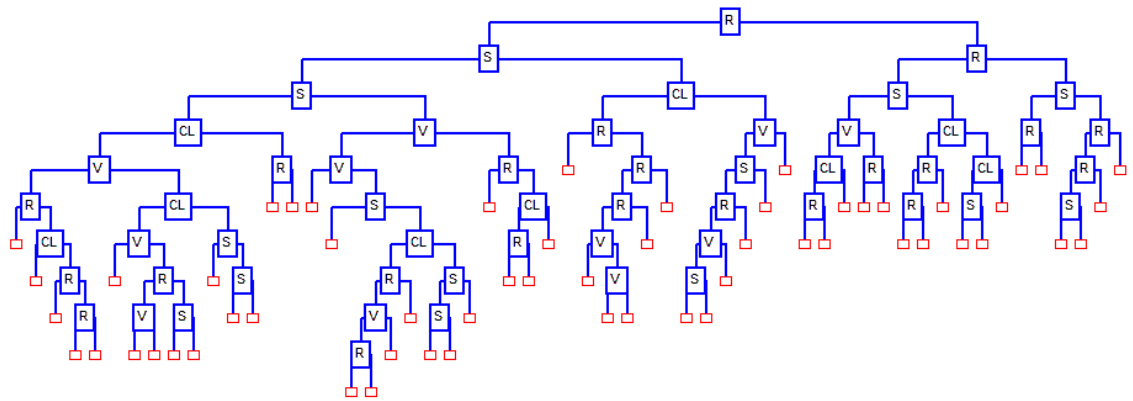 R
S R
S CL S S
CL V R V V CL R R
V R V R R S CL R R CL R
R CL S CL R R R R S S
CL V S CL R V V
R R S R S V S
R V S V S
R